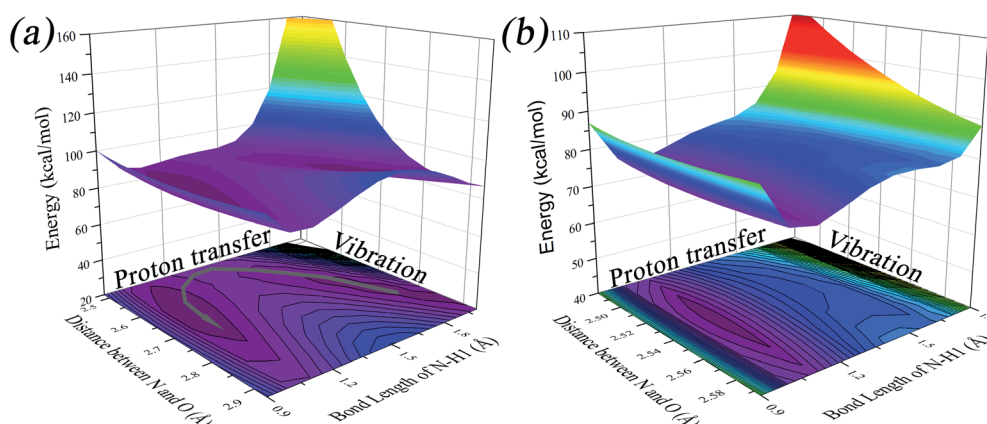 (a)
160
140
120
100
80
60
40
20
Energy (kcal/mol)
Proton transfer
Vibration
2.5
2.6
2.7
2.8
2.9
Distance between N and O (Å)
0.9
1.2
1.5
1.8
Bond Length of N-H1 (Å)
(b)
110
100
90
80
70
60
50
40
Energy (kcal/mol)
Proton transfer
Vibration
2.50
2.52
2.54
2.56
2.58
Distance between N and O (Å)
0.9
1.2
1.5
Bond Length of N-H1 (Å)